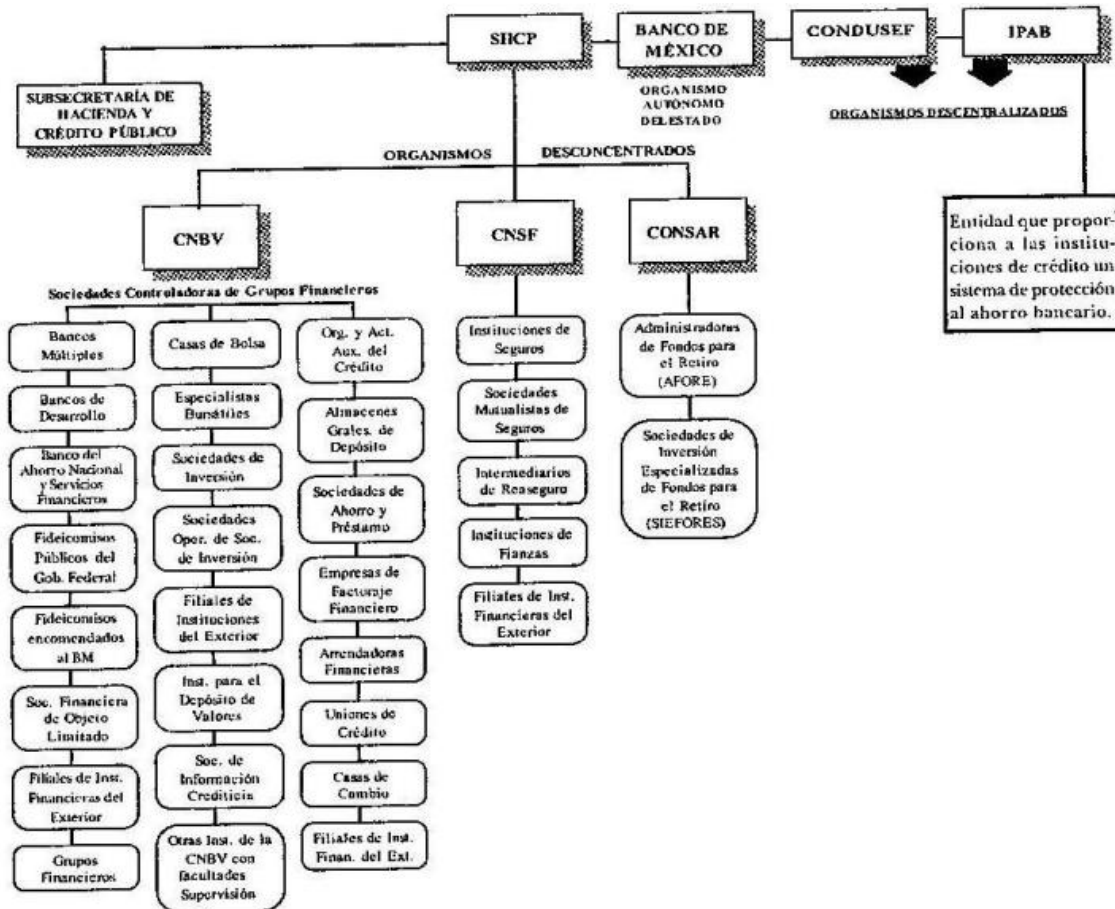 SHCP
BANCO DE
MÉXICO
CONDUSEF
IPAB
SUBSECRETARÍA DE
HACIENDA Y
CRÉDITO PÚBLICO
ORGANISMO
AUTÓNOMO
DEL ESTADO
ORGANISMOS DESCENTRALIZADOS
ORGANISMOS DESCONCENTRADOS
CNBV
CNSF
CONSAR
Entidad que propor-
ciona a las institu-
ciones de crédito un
sistema de protección
al ahorro bancario.
Sociedades Controladoras de Grupos Financieros
Bancos
Múltiples
Bancos de
Desarrollo
Banco del
Ahorro Nacional
y Servicios
Financieros
Fideicomisos
Públicos del
Gob. Federal
Fideicomisos
encomendados
al BM
Soc. Financiera
de Objeto
Limitado
Filiales de Inst.
Financieras del
Exterior
Grupos
Financieros
Casas de Bolsa
Especialistas
Bursátiles
Sociedades de
Inversión
Sociedades
Oper. de Soc.
de Inversión
Filiales de
Instituciones
del Exterior
Inst. para el
Depósito de
Valores
Soc. de
Información
Crediticia
Otras Inst. de la
CNBV con
facultades
Supervisión
Org. y Act.
Aux. del
Crédito
Almacenes
Grales. de
Depósito
Sociedades de
Ahorro y
Préstamo
Empresas de
Factoraje
Financiero
Arrendadoras
Financieras
Uniones de
Crédito
Casas de
Cambio
Filiales de Inst.
Finan. del Ext.
Instituciones de
Seguros
Sociedades
Mutualistas de
Seguros
Intermediarios
de Reaseguro
Instituciones de
Fianzas
Filiales de Inst.
Financieras del
Exterior
Administradoras
de Fondos para
el Retiro
(AFORE)
Sociedades de
Inversión
Especializadas
de Fondos para
el Retiro
(SIEFORES)